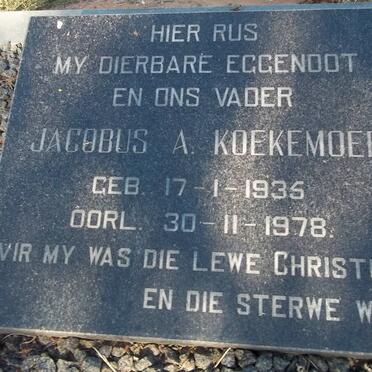 HIER RUS
MY DIERBARE EGGENOOT
EN ONS VADER
JACOBUS A. KOEKEMOE
GEB. 17-1-1935
OORL. 30-11-1978.
VIR MY WAS DIE LEWE CHRIST
EN DIE STERWE W